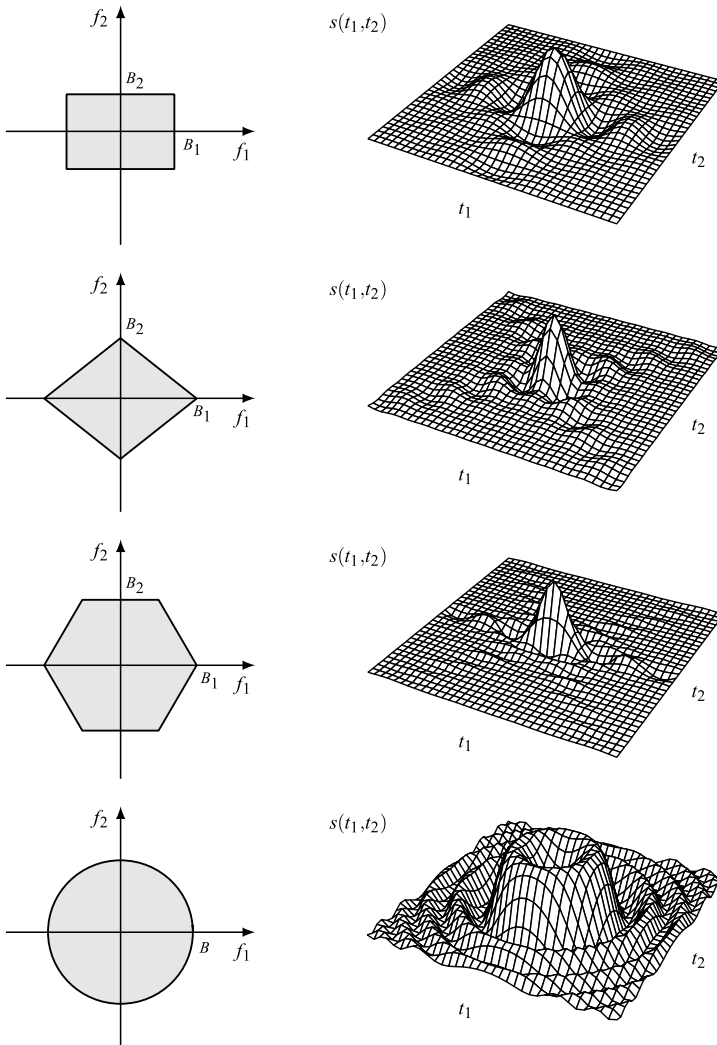 f₂
s(t₁,t₂)
B₂
B₁
f₁
t₂
t₁
f₂
s(t₁,t₂)
B₂
B₁
f₁
t₂
t₁
f₂
s(t₁,t₂)
B₂
B₁
f₁
t₂
t₁
f₂
s(t₁,t₂)
B
f₁
t₂
t₁